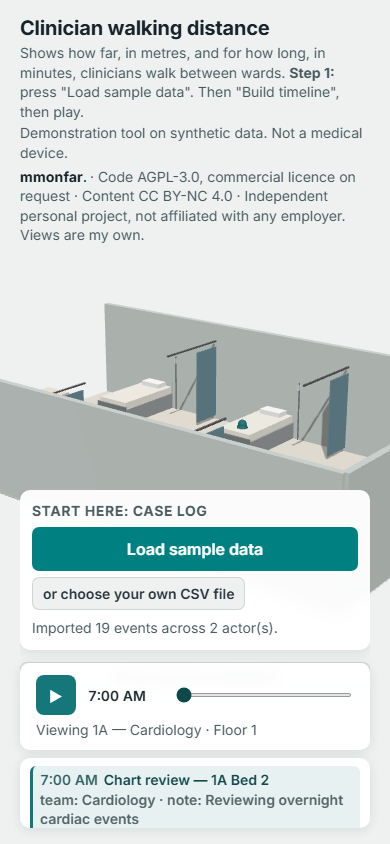 Clinician walking distance
Shows how far, in metres, and for how long, in
minutes, clinicians walk between wards. Step 1:
press "Load sample data". Then "Build timeline",
then play.
Demonstration tool on synthetic data. Not a medical
device.
mmonfar. · Code AGPL-3.0, commercial licence on
request · Content CC BY-NC 4.0 · Independent
personal project, not affiliated with any employer.
Views are my own.
START HERE: CASE LOG
Load sample data
or choose your own CSV file
Imported 19 events across 2 actor(s).
7:00 AM
Viewing 1A — Cardiology · Floor 1
7:00 AM Chart review — 1A Bed 2
team: Cardiology · note: Reviewing overnight
cardiac events